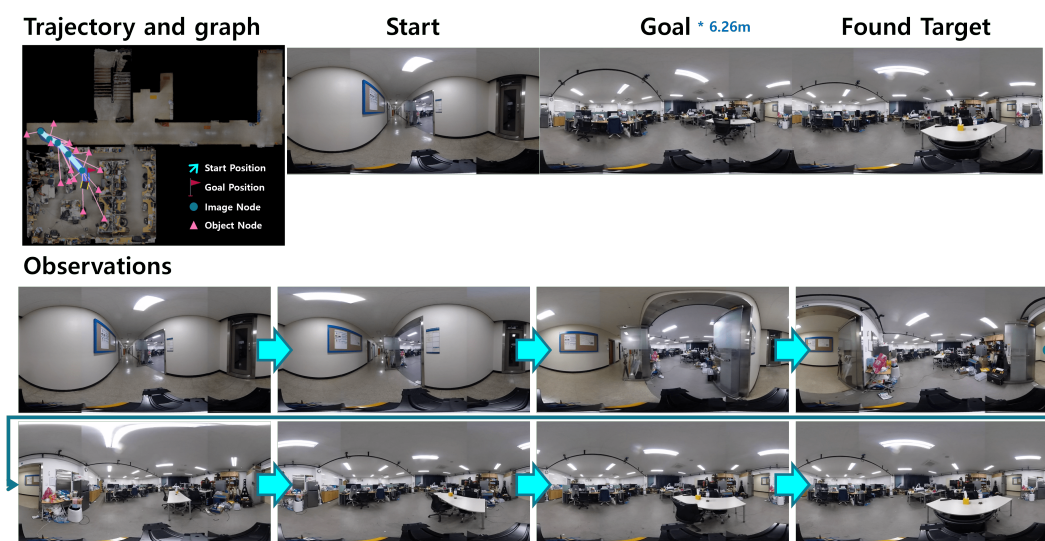 Trajectory and graph
Start
Goal * 6.26m
Found Target
Start Position
Goal Position
Image Node
Object Node
Observations